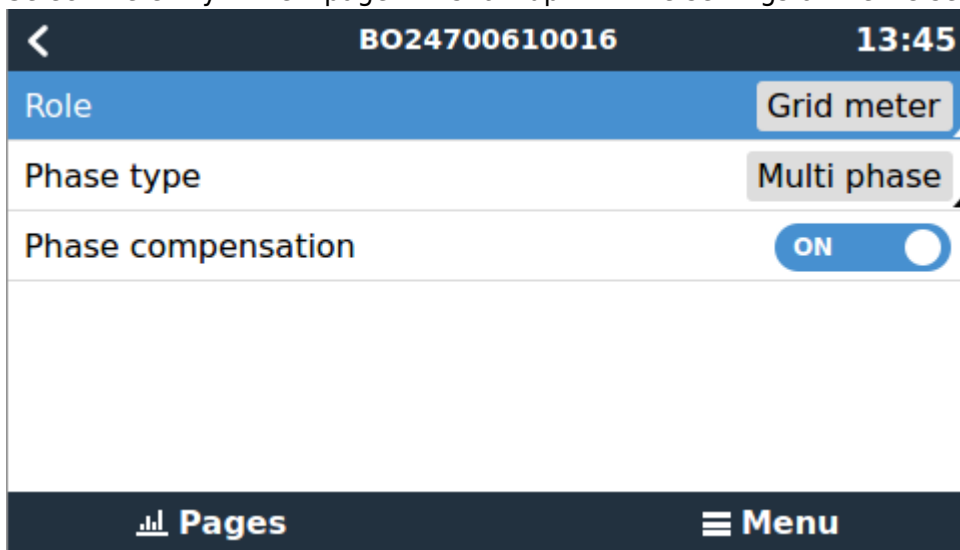 BO24700610016 13:45
Role Grid meter
Phase type Multi phase
Phase compensation ON
Pages Menu